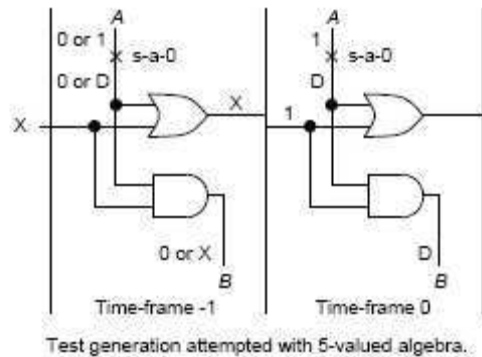 A A
0 or 1 1
s-a-0 s-a-0
0 or D D
X X 1
0 or X D
B B
Time-frame -1 Time-frame 0
Test generation attempted with 5-valued algebra.